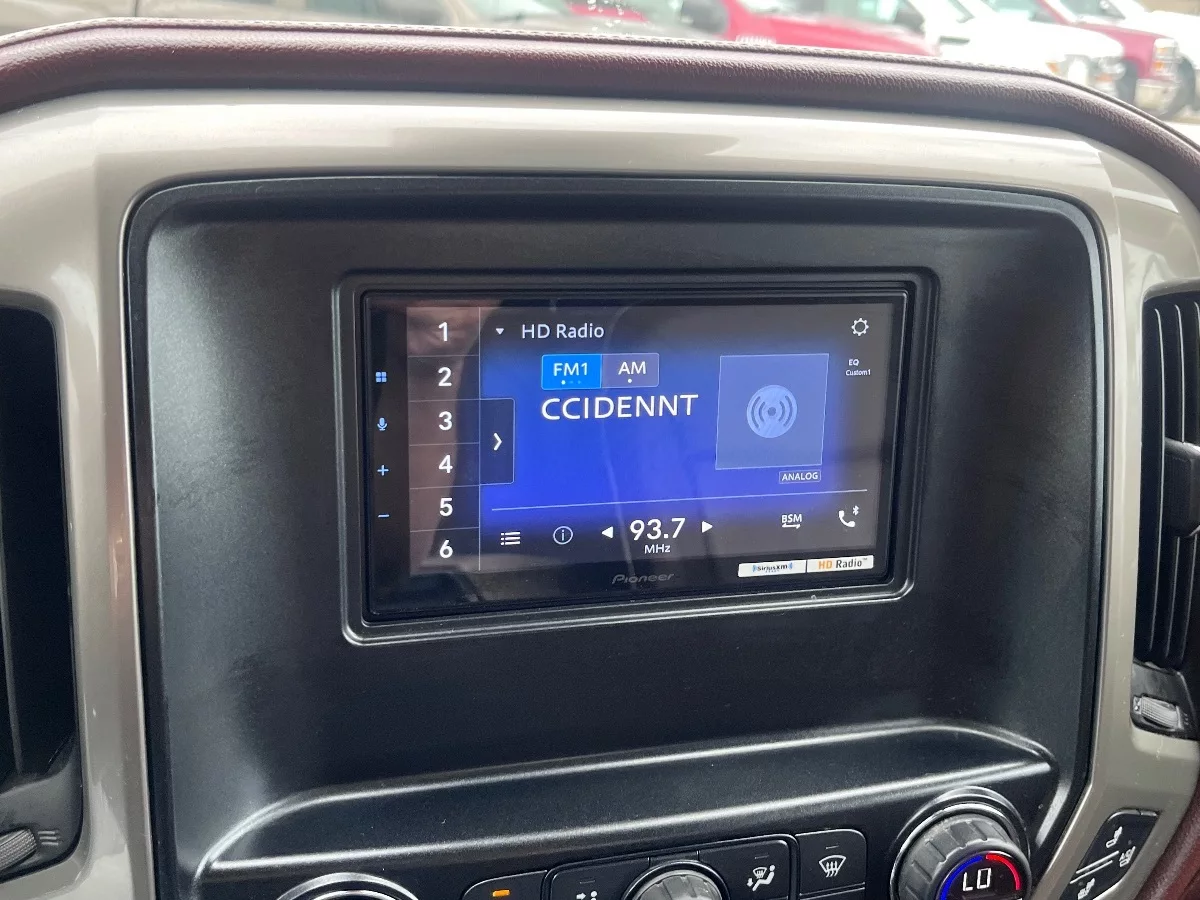 1
2
3
4
5
6
HD Radio
FM1 AM
CCIDENNT
EQ
Custom1
ANALOG
93.7
MHz
BSM
Pioneer
SiriusXM
HD Radio™
LO